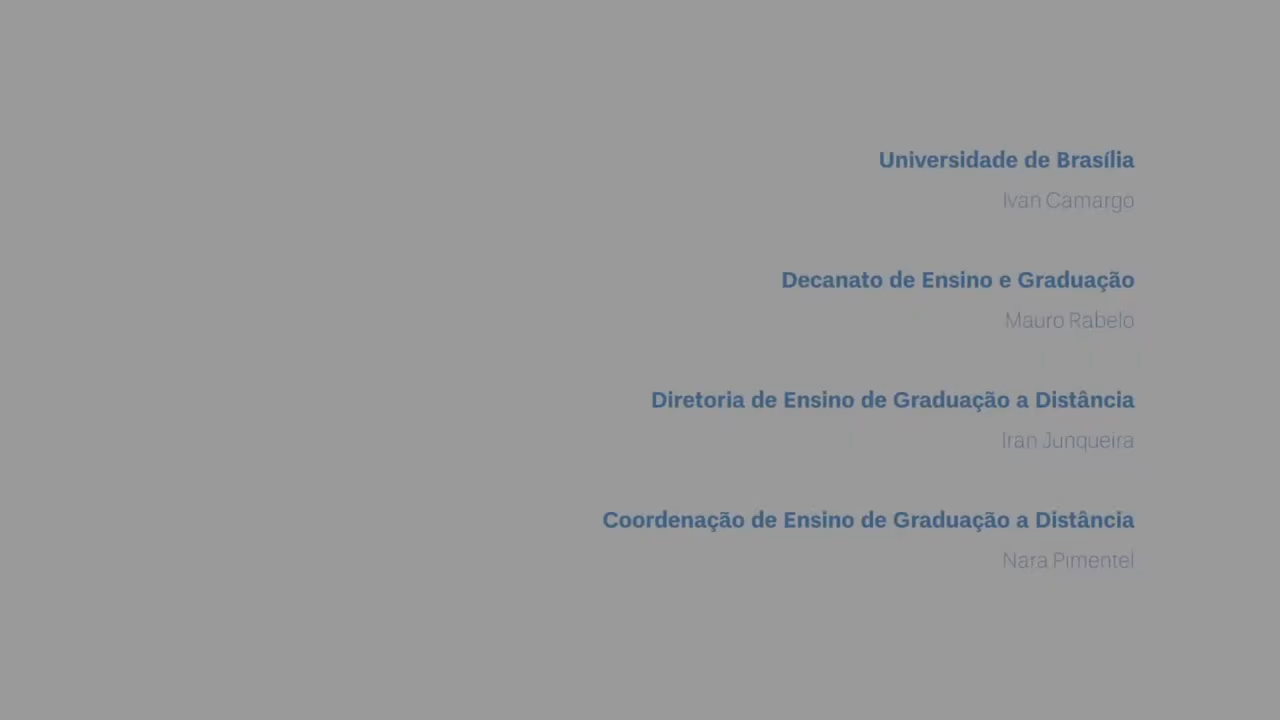 Universidade de Brasília
Ivan Camargo
Decanato de Ensino e Graduação
Mauro Rabelo
Diretoria de Ensino de Graduação a Distância
Iran Junqueira
Coordenação de Ensino de Graduação a Distância
Nara Pimentel